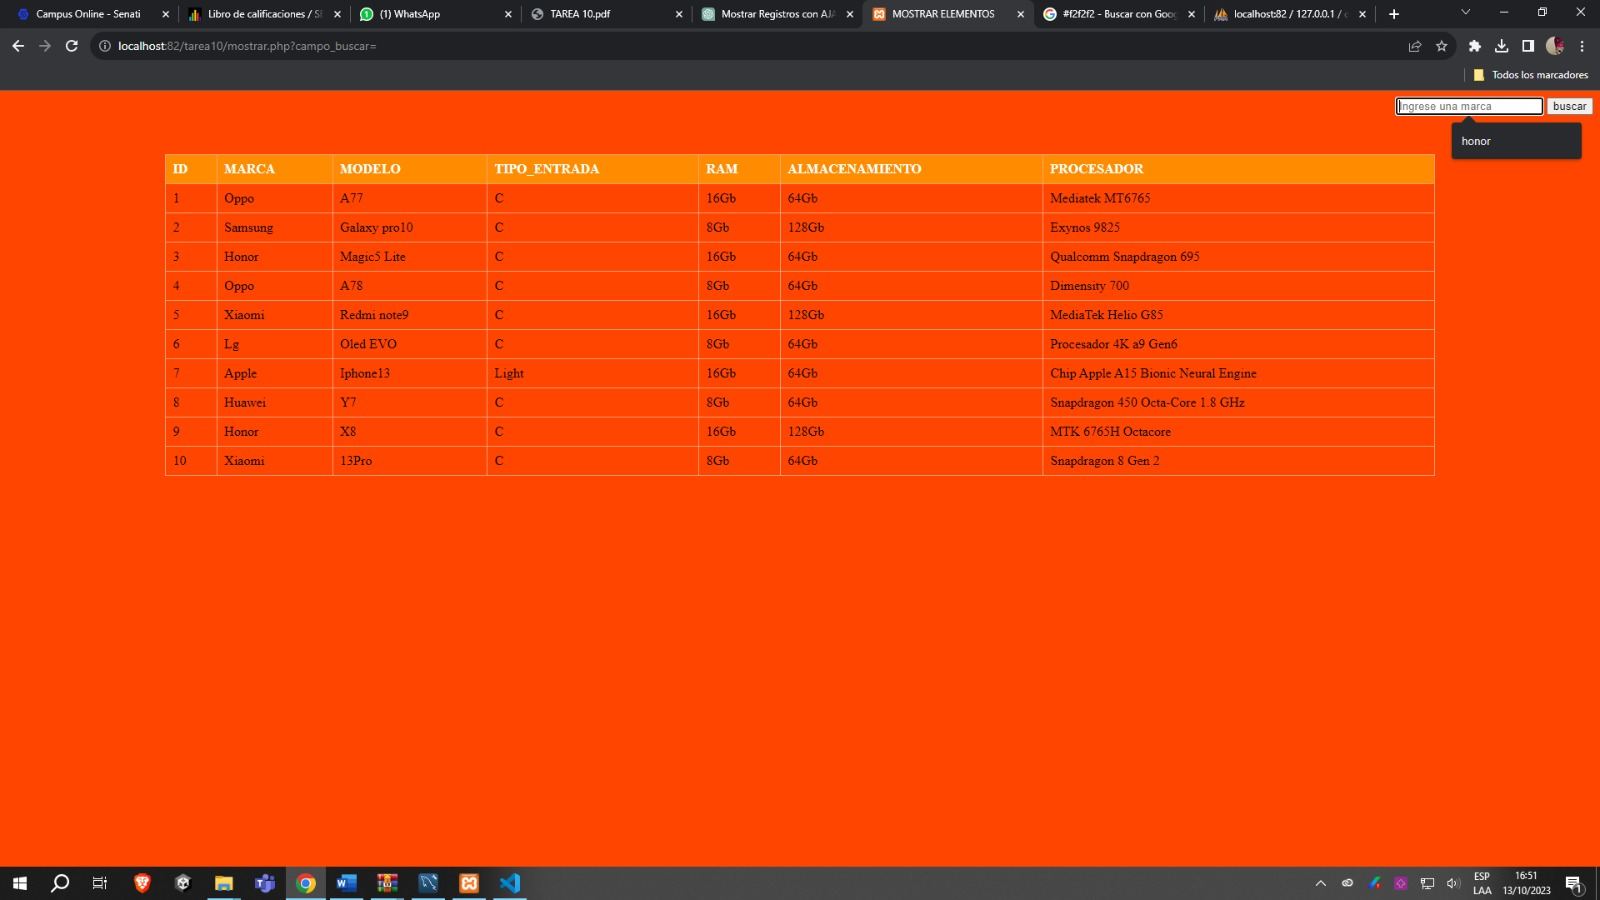 Campus Online - Senati
Libro de calificaciones / SE
(1) WhatsApp
TAREA 10.pdf
Mostrar Registros con AJA
MOSTRAR ELEMENTOS
#f2f2f2 - Buscar con Goog
localhost:82 / 127.0.0.1 / c
localhost:82/tarea10/mostrar.php?campo_buscar=
Todos los marcadores
Ingrese una marca buscar
honor
ID MARCA MODELO TIPO_ENTRADA RAM ALMACENAMIENTO PROCESADOR
1 Oppo A77 C 16Gb 64Gb Mediatek MT6765
2 Samsung Galaxy pro10 C 8Gb 128Gb Exynos 9825
3 Honor Magic5 Lite C 16Gb 64Gb Qualcomm Snapdragon 695
4 Oppo A78 C 8Gb 64Gb Dimensity 700
5 Xiaomi Redmi note9 C 16Gb 128Gb MediaTek Helio G85
6 Lg Oled EVO C 8Gb 64Gb Procesador 4K a9 Gen6
7 Apple Iphone13 Light 16Gb 64Gb Chip Apple A15 Bionic Neural Engine
8 Huawei Y7 C 8Gb 64Gb Snapdragon 450 Octa-Core 1.8 GHz
9 Honor X8 C 16Gb 128Gb MTK 6765H Octacore
10 Xiaomi 13Pro C 8Gb 64Gb Snapdragon 8 Gen 2
ESP
LAA
16:51
13/10/2023
1